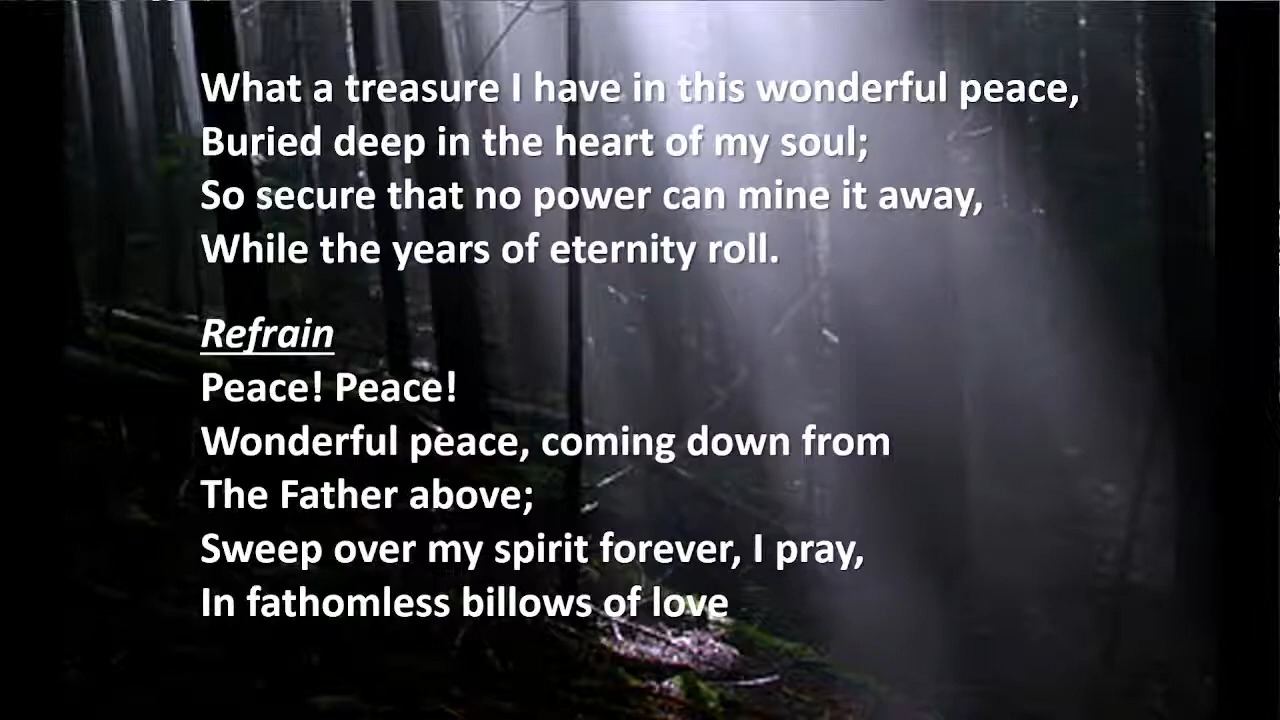 What a treasure I have in this wonderful peace,
Buried deep in the heart of my soul;
So secure that no power can mine it away,
While the years of eternity roll.
Refrain
Peace! Peace!
Wonderful peace, coming down from
The Father above;
Sweep over my spirit forever, I pray,
In fathomless billows of love